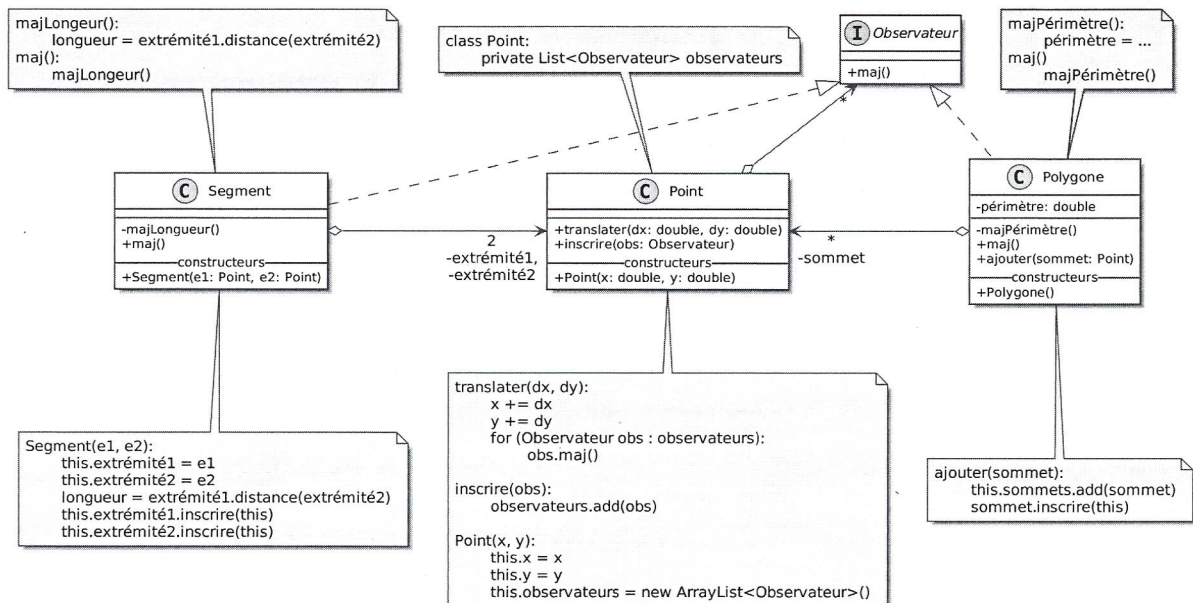 majLongeur():
longueur = extrémité1.distance(extrémité2)
maj():
majLongeur()
class Point:
private List<Observateur> observateurs
I Observateur
+maj()
majPérimètre():
périmètre = ...
maj()
majPérimètre()
C Segment
-majLongueur()
+maj()
constructeurs
+Segment(e1: Point, e2: Point)
2
-extrémité1,
-extrémité2
*
C Point
+translater(dx: double, dy: double)
+inscrire(obs: Observateur)
constructeurs
+Point(x: double, y: double)
*
-sommet
C Polygone
-périmètre: double
-majPérimètre()
+maj()
+ajouter(sommet: Point)
constructeurs
+Polygone()
Segment(e1, e2):
this.extrémité1 = e1
this.extrémité2 = e2
longueur = extrémité1.distance(extrémité2)
this.extrémité1.inscrire(this)
this.extrémité2.inscrire(this)
translater(dx, dy):
x += dx
y += dy
for (Observateur obs : observateurs):
obs.maj()
inscrire(obs):
observateurs.add(obs)
Point(x, y):
this.x = x
this.y = y
this.observateurs = new ArrayList<Observateur>()
ajouter(sommet):
this.sommets.add(sommet)
sommet.inscrire(this)